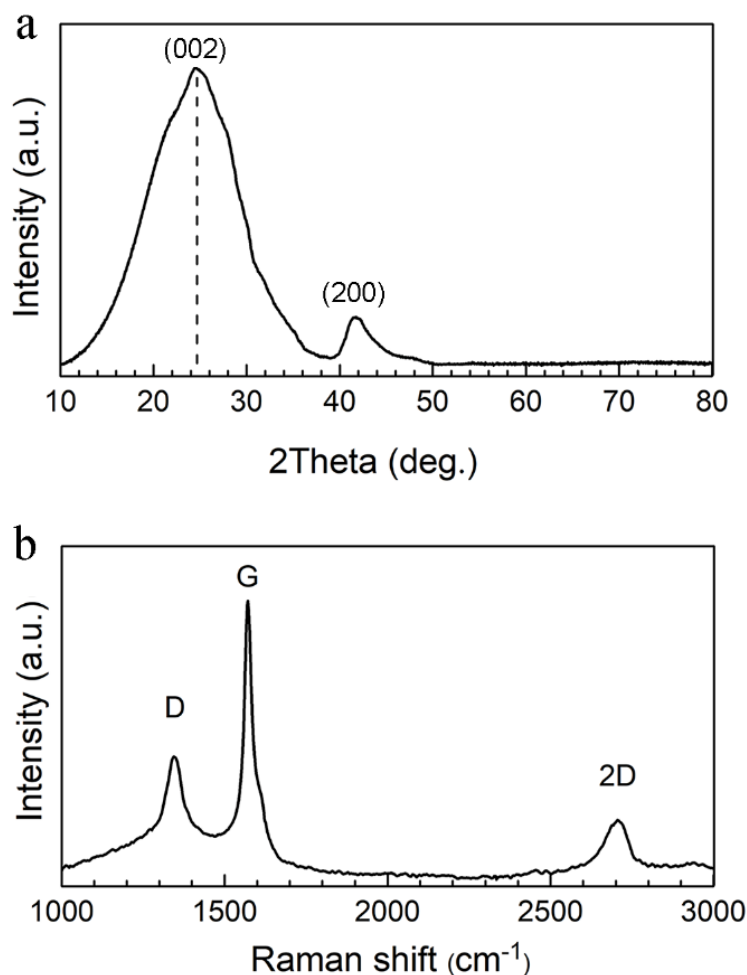 a
(002)
(200)
Intensity (a.u.)
10 20 30 40 50 60 70 80
2Theta (deg.)
b
G
D
2D
Intensity (a.u.)
1000 1500 2000 2500 3000
Raman shift (cm⁻¹)